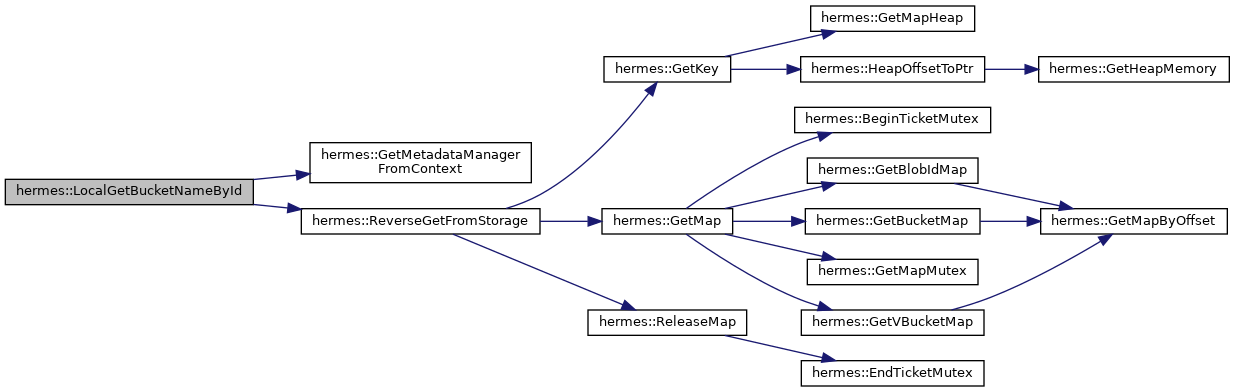 hermes::LocalGetBucketNameById
hermes::GetMetadataManager
FromContext
hermes::ReverseGetFromStorage
hermes::GetKey
hermes::GetMap
hermes::ReleaseMap
hermes::GetMapHeap
hermes::HeapOffsetToPtr
hermes::GetHeapMemory
hermes::BeginTicketMutex
hermes::GetBlobIdMap
hermes::GetBucketMap
hermes::GetMapByOffset
hermes::GetMapMutex
hermes::GetVBucketMap
hermes::EndTicketMutex